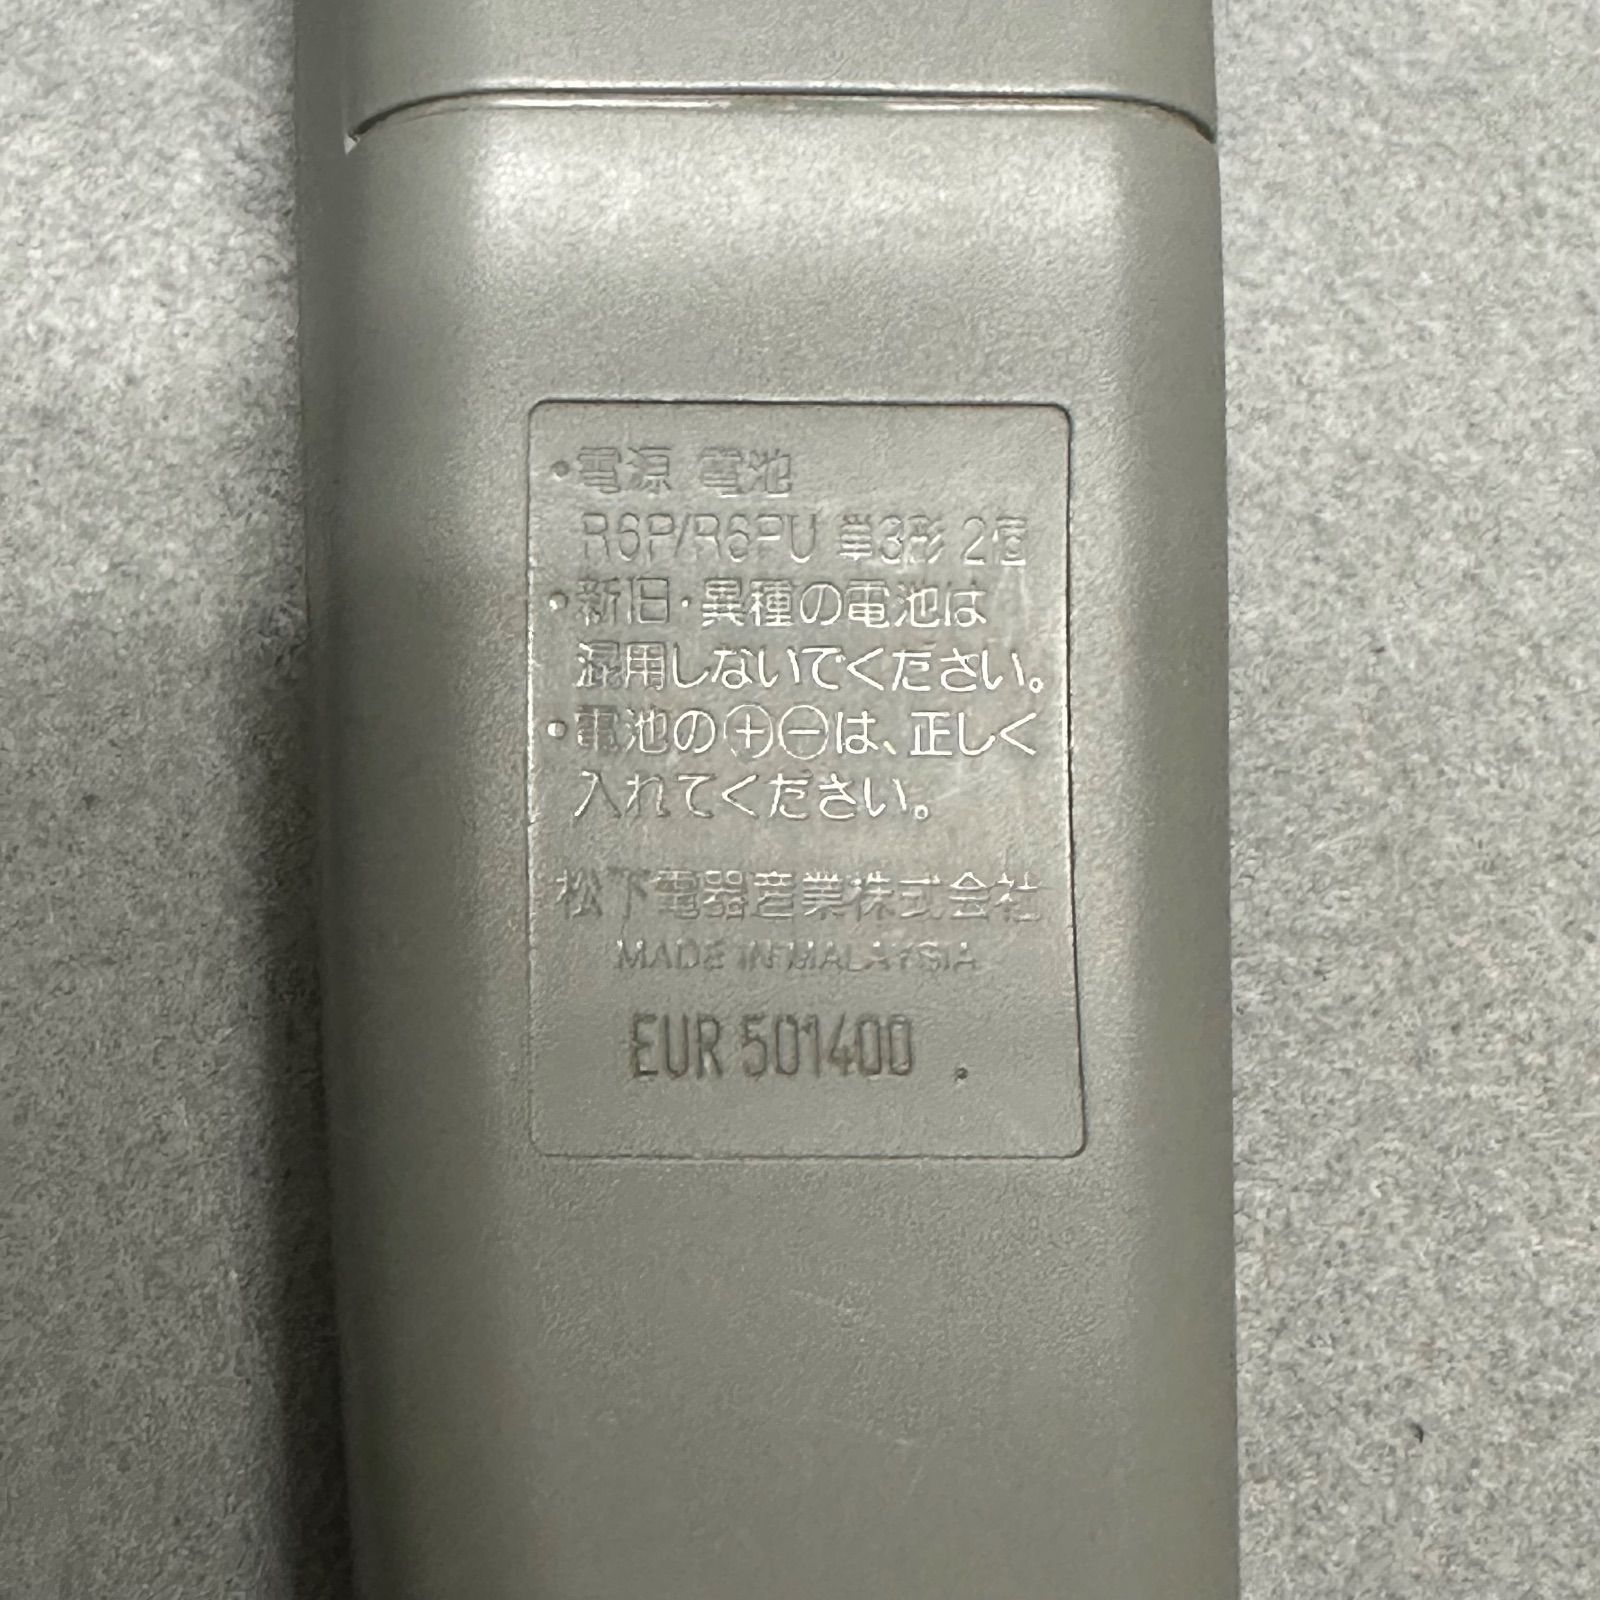 ・電源 電池
R6P/R6PU 単3形 2個
・新旧・異種の電池は
混用しないでください。
・電池の⊕⊖は、正しく
入れてください。
松下電器産業株式会社
MADE IN MALAYSIA
EUR 501400